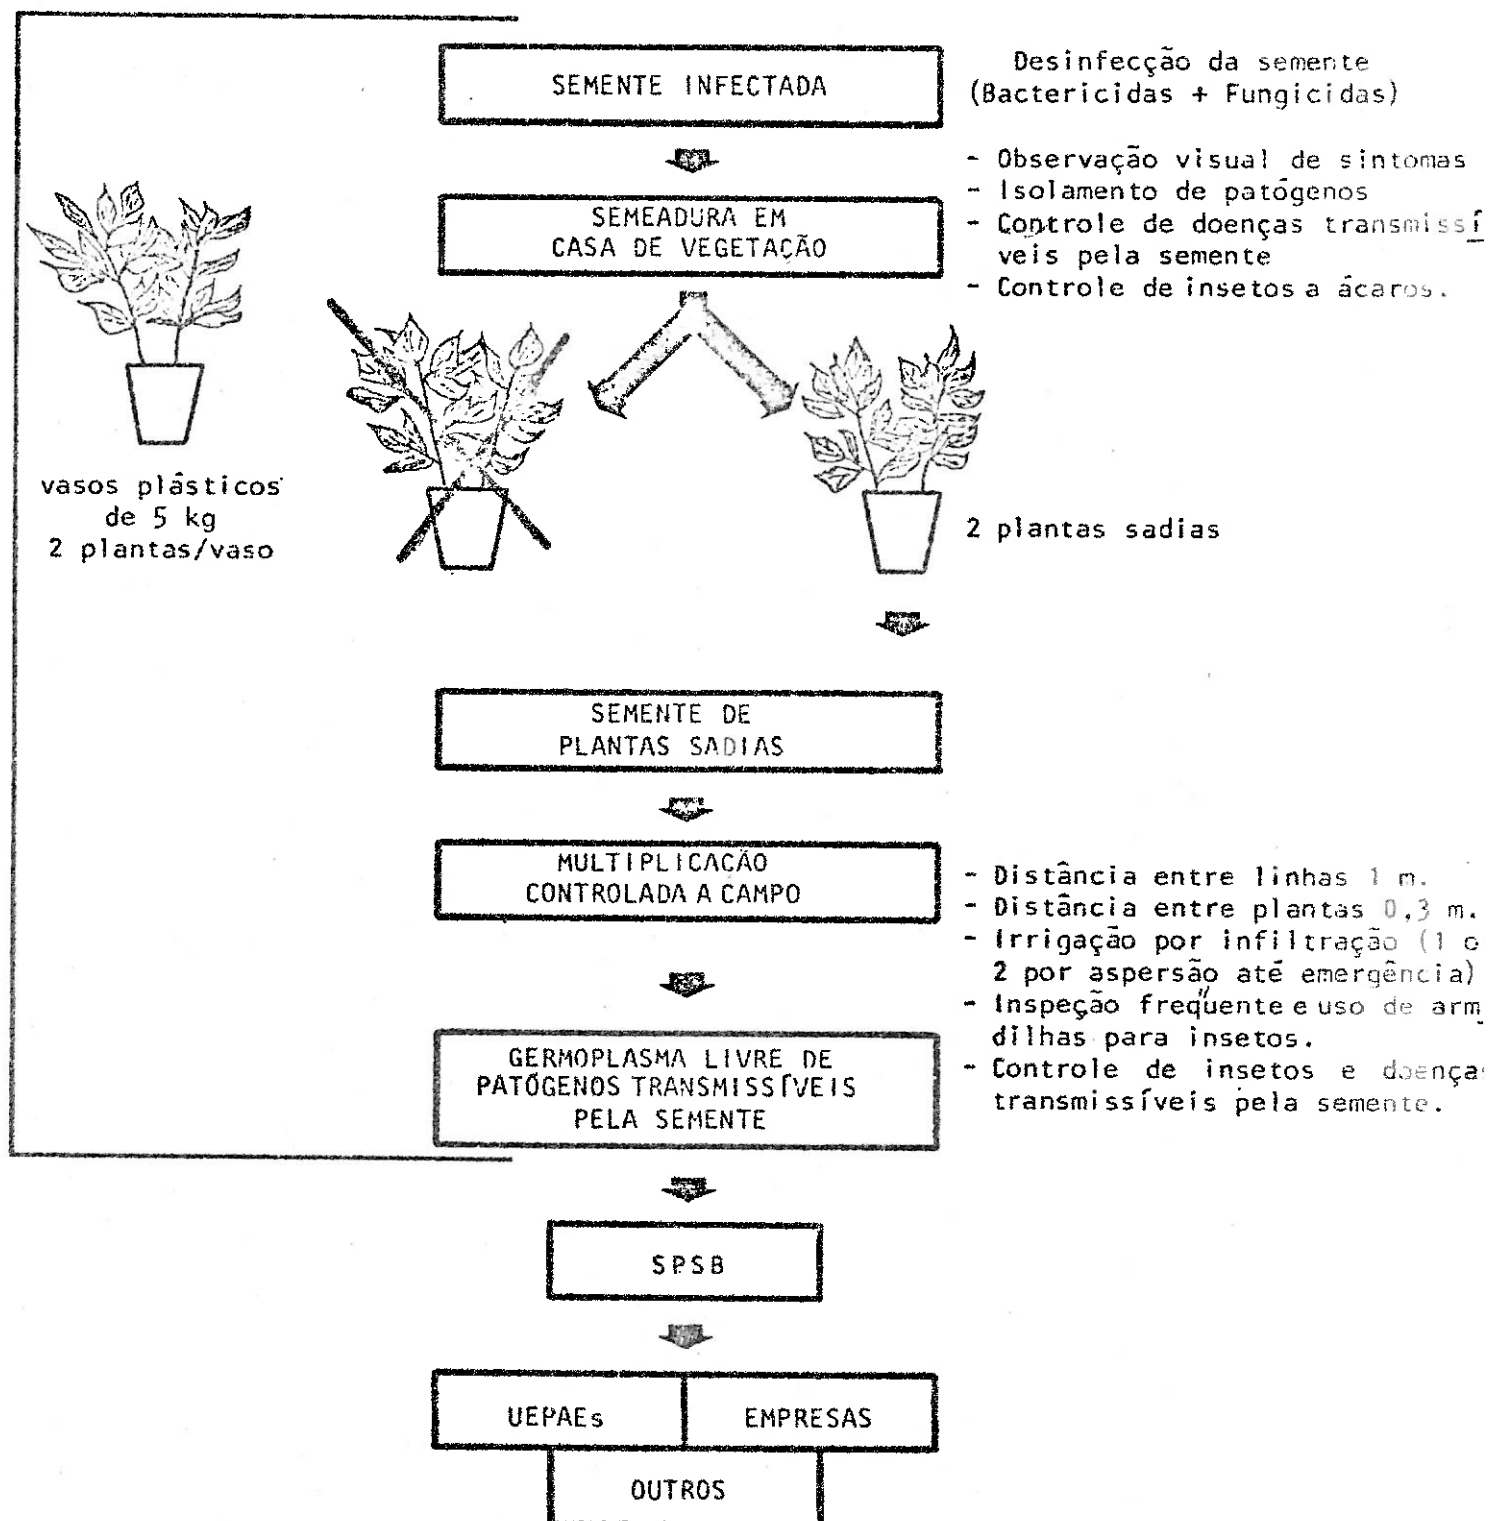 SEMENTE INFECTADA
Desinfecção da semente
(Bactericidas + Fungicidas)
SEMEADURA EM
CASA DE VEGETAÇÃO
- Observação visual de sintomas
- Isolamento de patógenos
- Controle de doenças transmissí
veis pela semente
- Controle de insetos a ácaros.
vasos plásticos
de 5 kg
2 plantas/vaso
2 plantas sadias
SEMENTE DE
PLANTAS SADIAS
MULTIPLICAÇÃO
CONTROLADA A CAMPO
- Distância entre linhas 1 m.
- Distância entre plantas 0,3 m.
- Irrigação por infiltração (1 o
2 por aspersão até emergência)
- Inspeção freqüente e uso de arm
dilhas para insetos.
- Controle de insetos e doença
transmissíveis pela semente.
GERMOPLASMA LIVRE DE
PATÓGENOS TRANSMISSÍVEIS
PELA SEMENTE
SPSB
UEPAEs
EMPRESAS
OUTROS